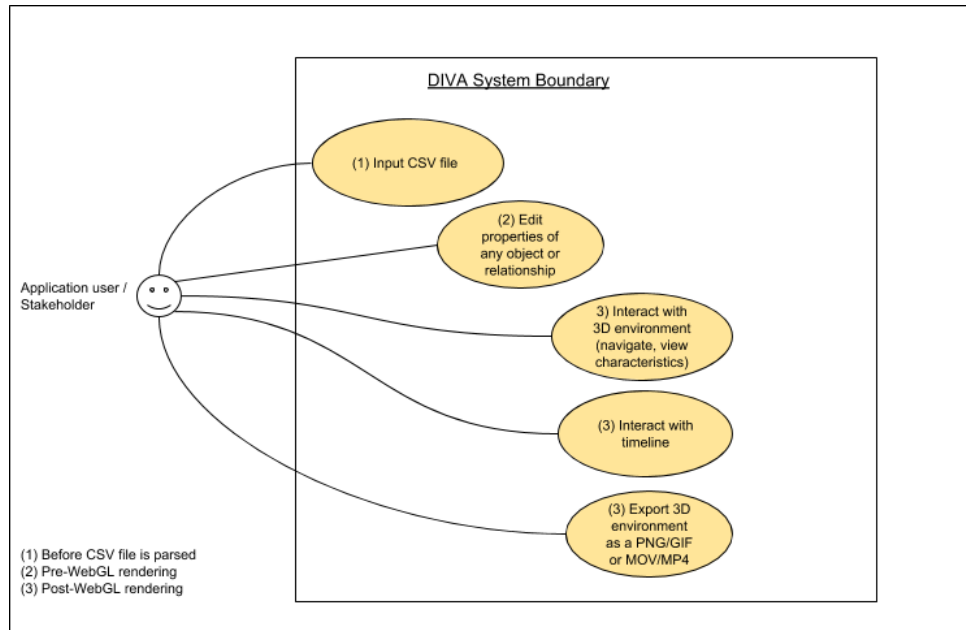 DIVA System Boundary
(1) Input CSV file
(2) Edit
properties of
any object or
relationship
Application user /
Stakeholder
3) Interact with
3D environment
(navigate, view
characteristics)
(3) Interact with
timeline
(3) Export 3D
environment
as a PNG/GIF
or MOV/MP4
(1) Before CSV file is parsed
(2) Pre-WebGL rendering
(3) Post-WebGL rendering